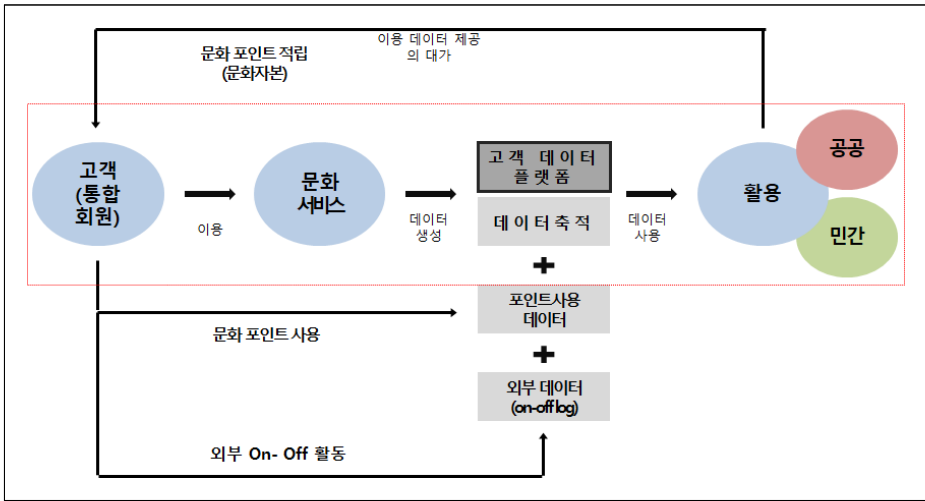 문화 포인트 적립
(문화자본)
이용 데이터 제공
의 대가
고객
(통합
회원)
이용
문화
서비스
데이터
생성
고객 데이터
플랫폼
데이터축적
데이터
사용
활용
공공
민간
포인트사용
데이터
문화 포인트 사용
외부 데이터
(on-off log)
외부 On- Off 활동